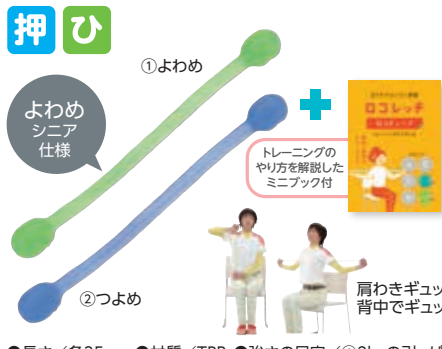 押 ひ
①よわめ
よわめ
シニア
仕様
ロコレッチ
トレーニングの
やり方を解説した
ミニブック付
②つよめ
肩わきギュッ
背中でギュッ